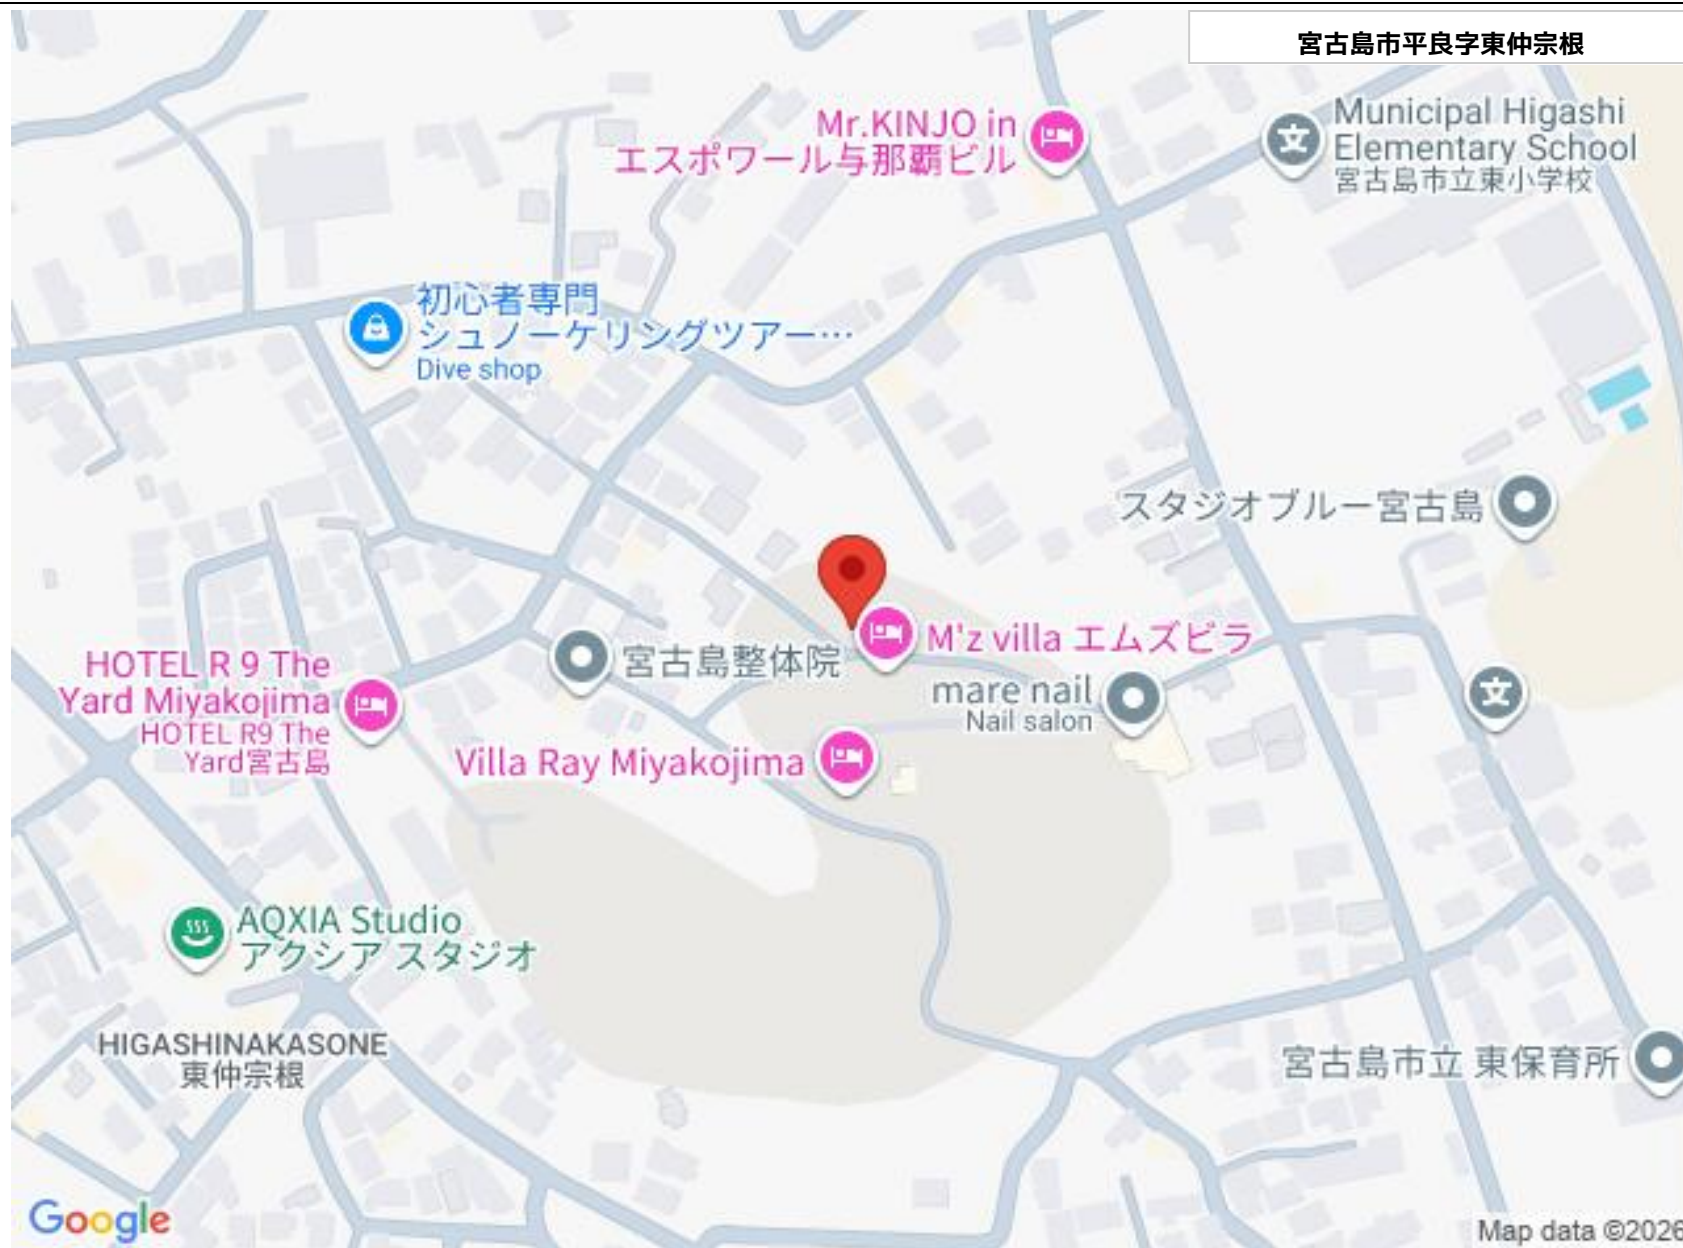 宮古島市平良字東仲宗根
Mr.KINJO in
エスポワール与那覇ビル
文
Municipal Higashi
Elementary School
宮古島市立東小学校
初心者専門
シュノーケリングツアー…
Dive shop
スタジオブルー宮古島
M'z villa エムズビラ
宮古島整体院
HOTEL R 9 The
Yard Miyakojima
HOTEL R9 The
Yard宮古島
mare nail
Nail salon
文
Villa Ray Miyakojima
AQXIA Studio
アクシア スタジオ
HIGASHINAKASONE
東仲宗根
宮古島市立 東保育所
Google
Map data ©2026